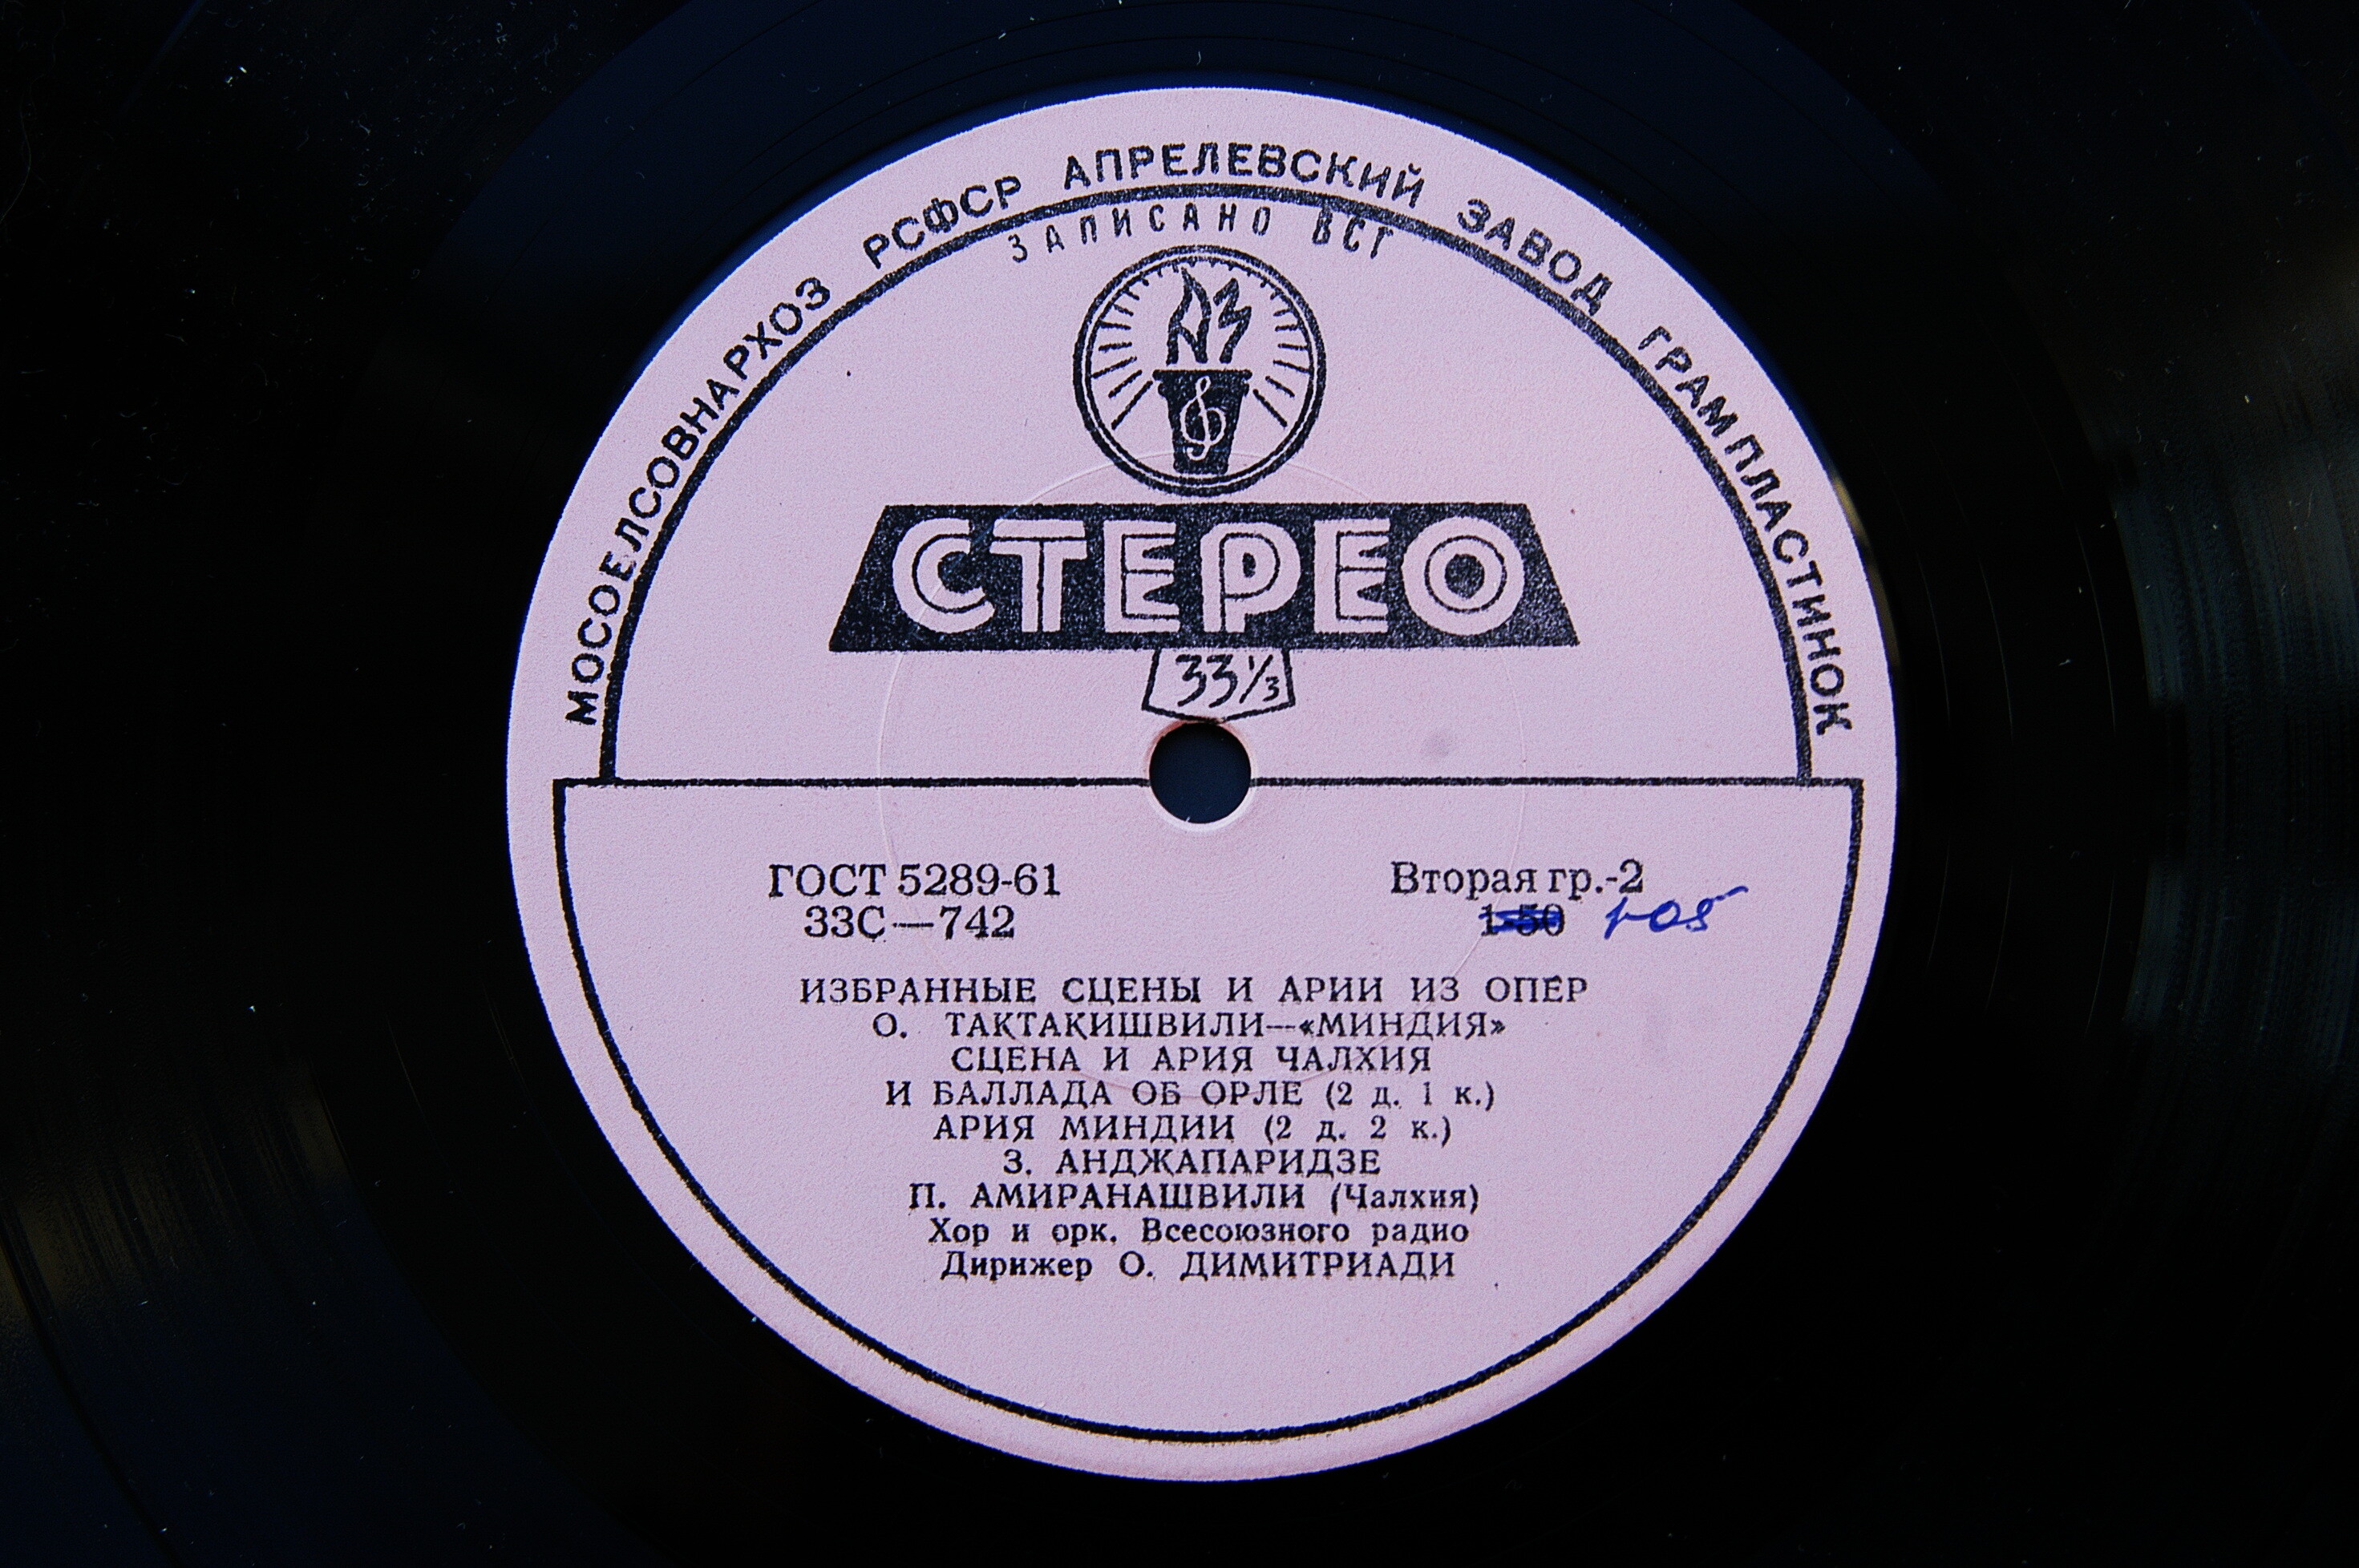 МОСОБЛСОВНАРХОЗ РСФСР АПРЕЛЕВСКИЙ ЗАВОД ГРАМПЛАСТИНОК
ЗАПИСАНО ВСГ
АЗ
СТЕРЕО
33⅓
ГОСТ 5289-61
Вторая гр.-2
33С—742
1-50 1-05
ИЗБРАННЫЕ СЦЕНЫ И АРИИ ИЗ ОПЕР
О. ТАКТАКИШВИЛИ—«МИНДИЯ»
СЦЕНА И АРИЯ ЧАЛХИЯ
И БАЛЛАДА ОБ ОРЛЕ (2 д. 1 к.)
АРИЯ МИНДИИ (2 д. 2 к.)
З. АНДЖАПАРИДЗЕ
П. АМИРАНАШВИЛИ (Чалхия)
Хор и орк. Всесоюзного радио
Дирижер О. ДИМИТРИАДИ